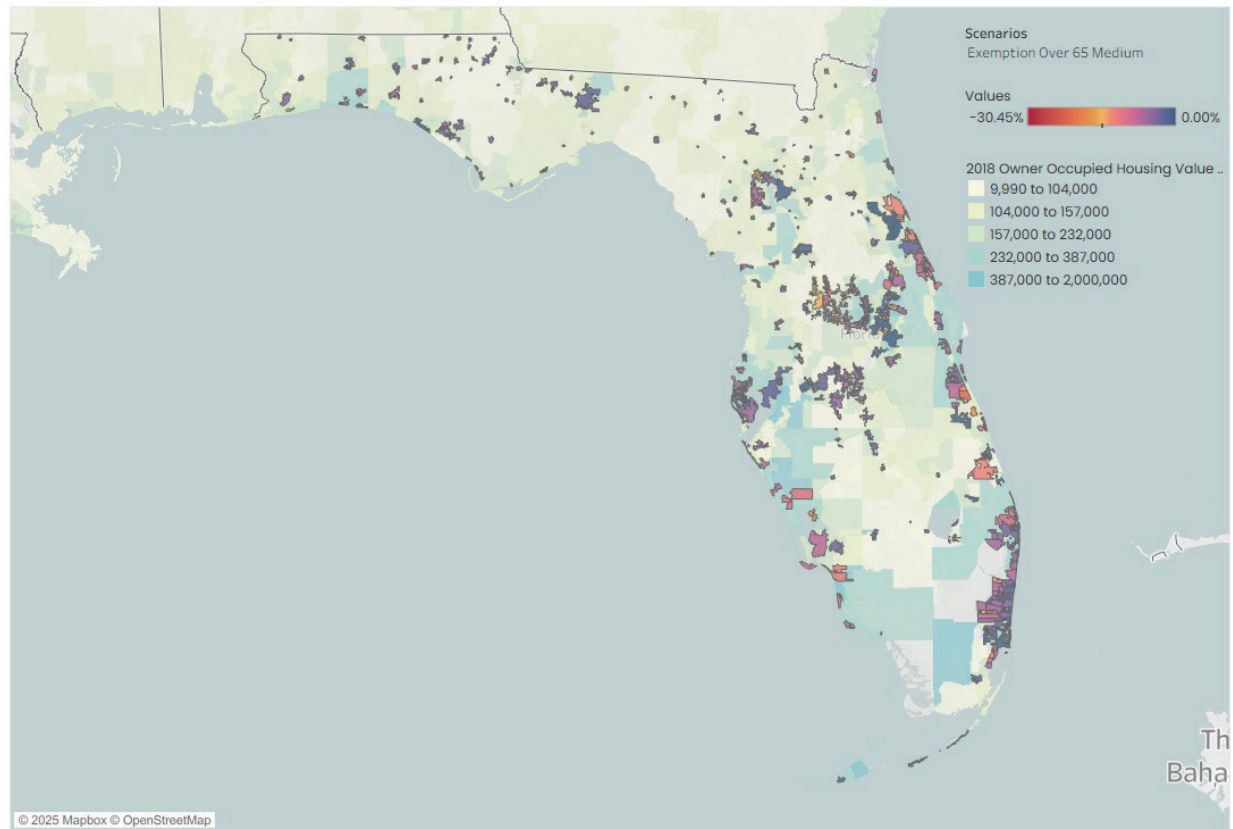 Scenarios
Exemption Over 65 Medium
Values
-30.45% 0.00%
2018 Owner Occupied Housing Value ..
9,990 to 104,000
104,000 to 157,000
157,000 to 232,000
232,000 to 387,000
387,000 to 2,000,000
Florida
Th
Baha
© 2025 Mapbox © OpenStreetMap